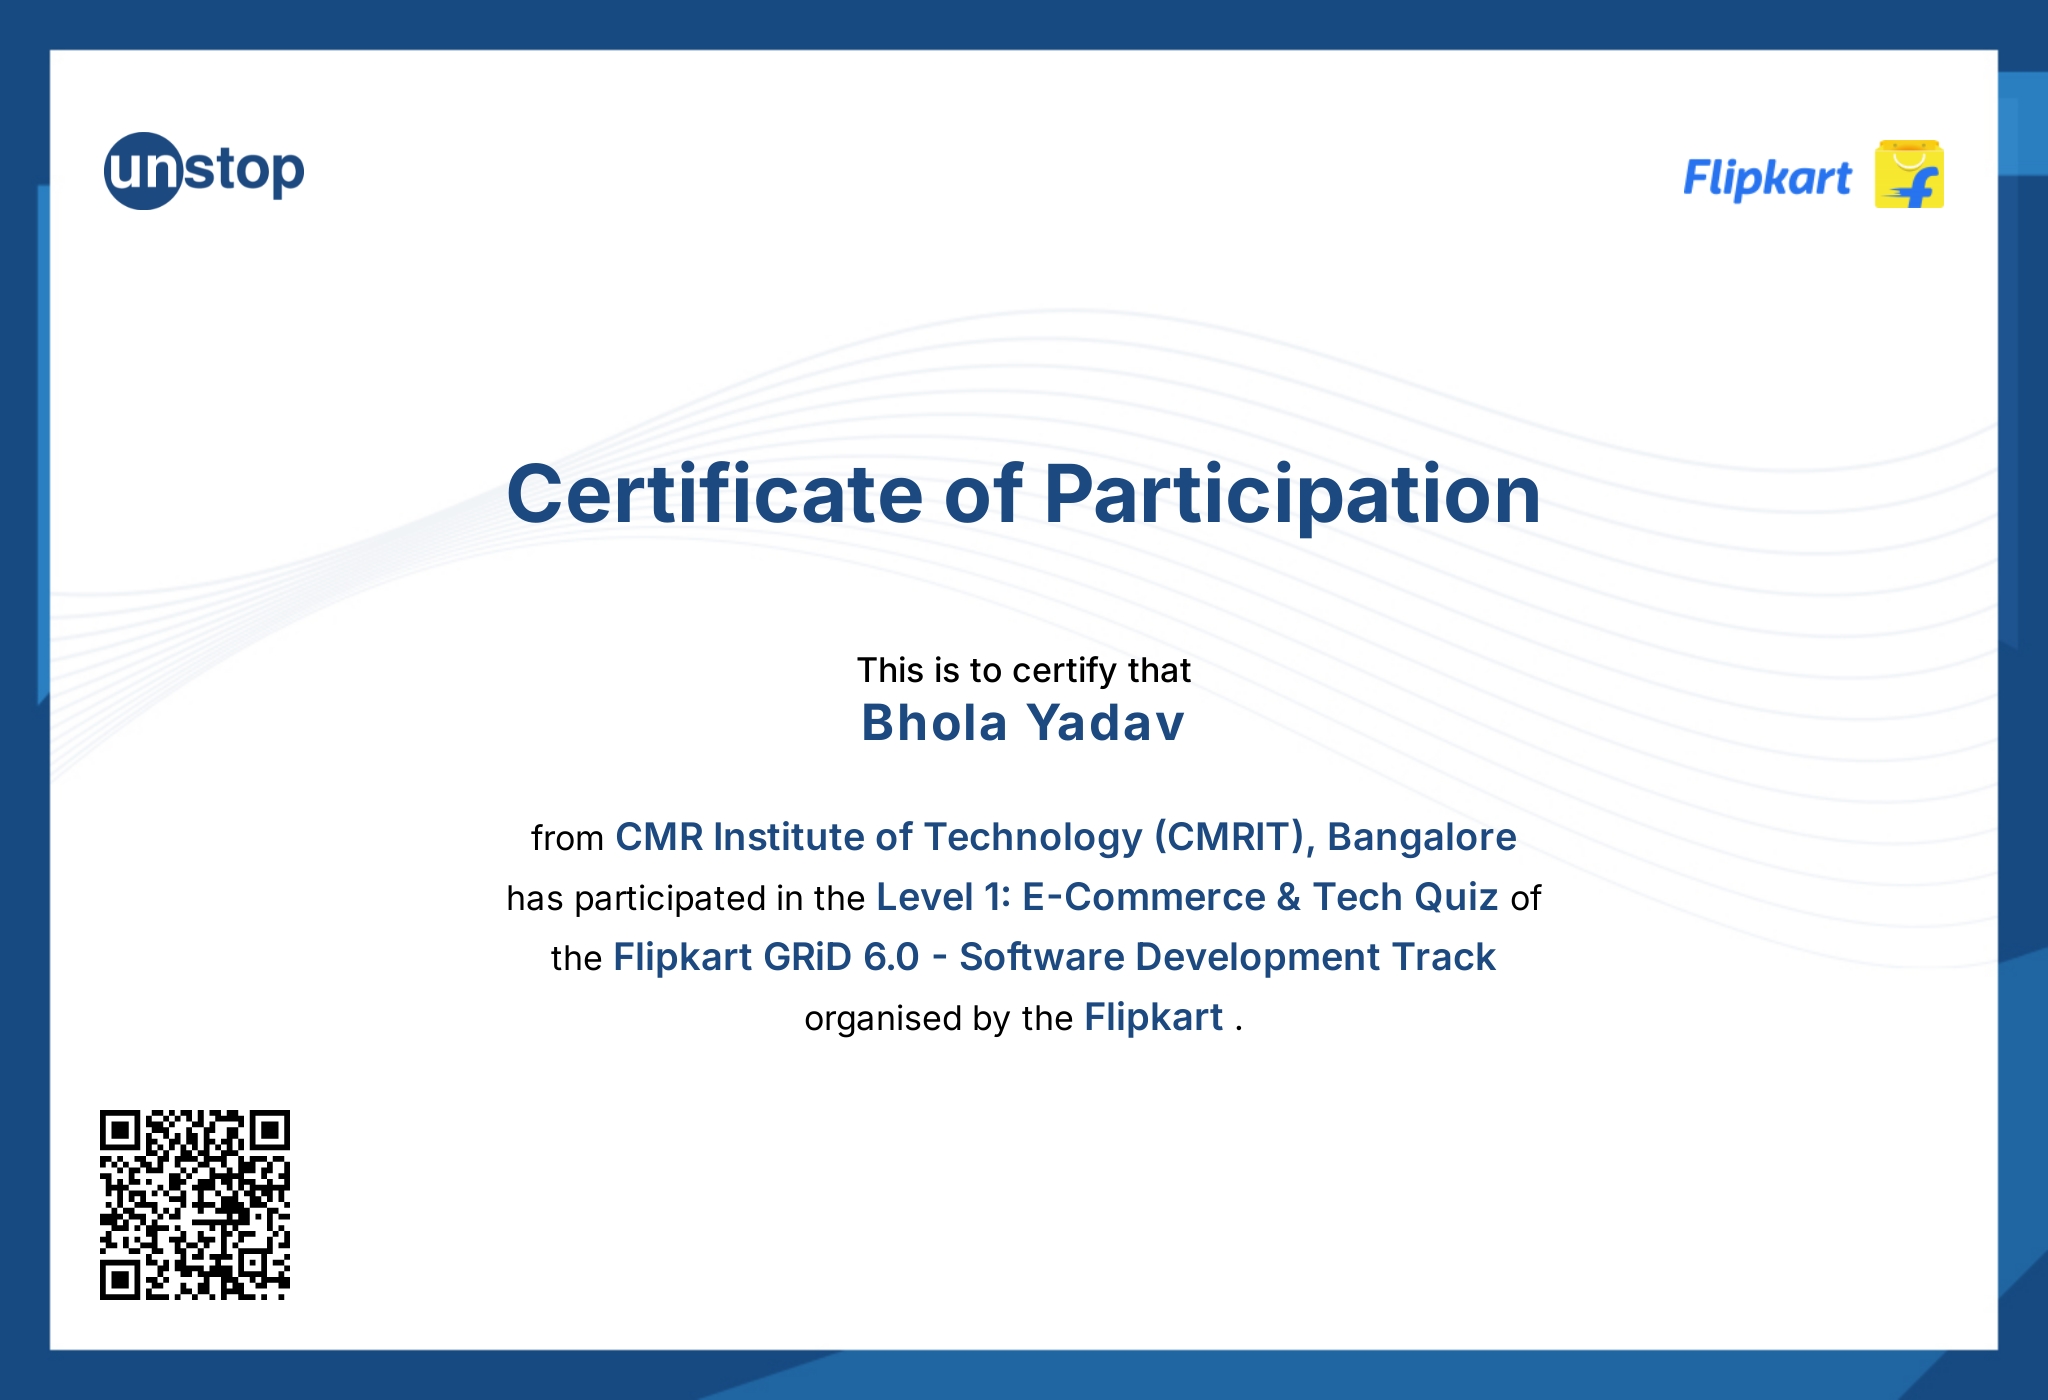 unstop
Flipkart
Certificate of Participation
This is to certify that
Bhola Yadav
from CMR Institute of Technology (CMRIT), Bangalore
has participated in the Level 1: E-Commerce & Tech Quiz of
the Flipkart GRiD 6.0 - Software Development Track
organised by the Flipkart .